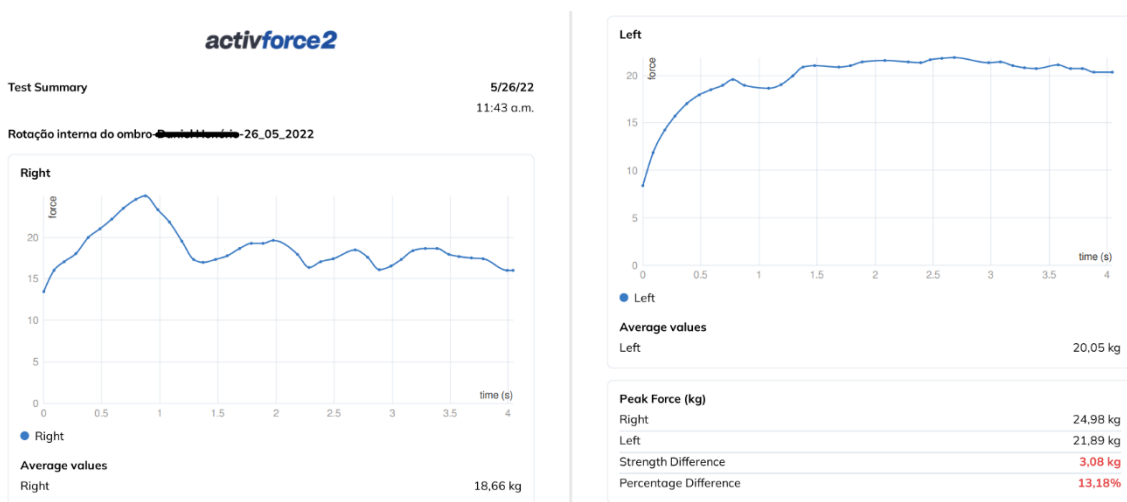 activforce2
Test Summary 5/26/22
11:43 a.m.
Rotação interna do ombro- -26_05_2022
Right
force
20
15
10
5
0
time (s)
0 0.5 1 1.5 2 2.5 3 3.5 4
Right
Average values
Right 18,66 kg
Left
force
20
15
10
5
0
time (s)
0 0.5 1 1.5 2 2.5 3 3.5 4
Left
Average values
Left 20,05 kg
Peak Force (kg)
Right 24,98 kg
Left 21,89 kg
Strength Difference 3,08 kg
Percentage Difference 13,18%